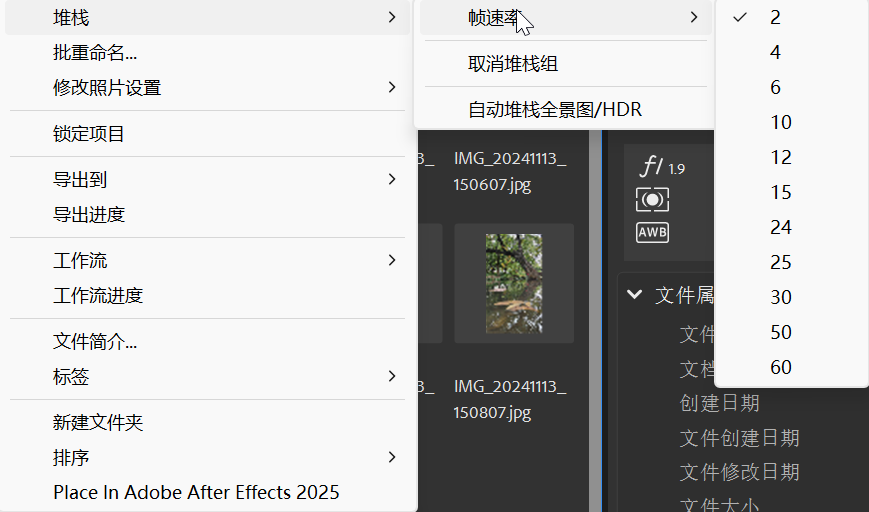 堆栈
批重命名...
修改照片设置
锁定项目
导出到
导出进度
工作流
工作流进度
文件简介...
标签
新建文件夹
排序
Place In Adobe After Effects 2025
帧速率
取消堆栈组
自动堆栈全景图/HDR
2
4
6
10
12
15
24
25
30
50
60
3_
IMG_20241113_
150607.jpg
3_
IMG_20241113_
150807.jpg
f/ 1.9
AWB
文件属
文件
文档
创建日期
文件创建日期
文件修改日期
文件大小